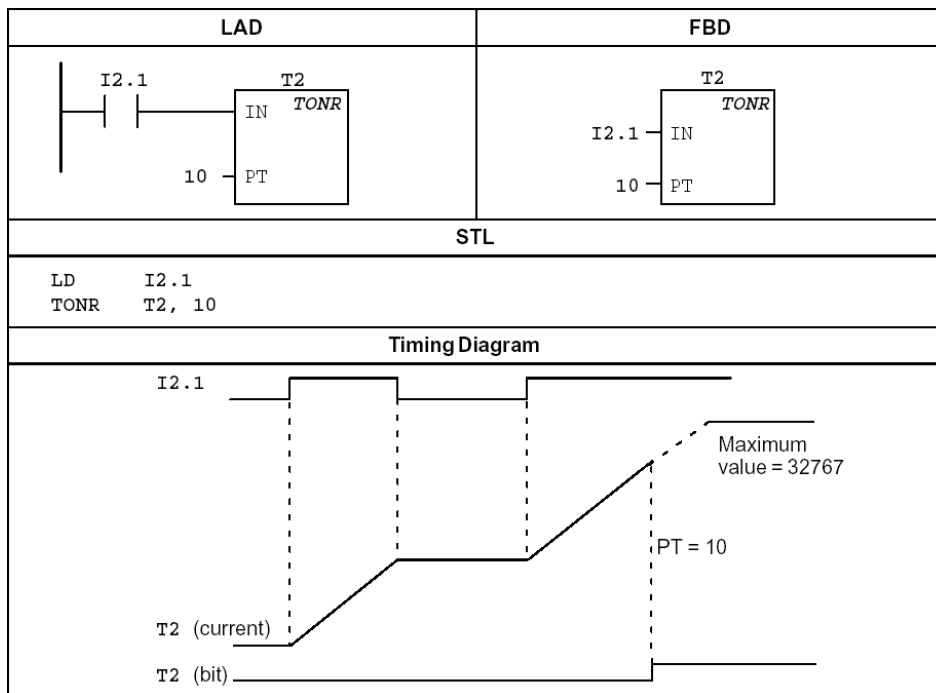 LAD
FBD
I2.1
T2
TONR
IN
10
PT
T2
TONR
I2.1
IN
10
PT
STL
LD I2.1
TONR T2, 10
Timing Diagram
I2.1
Maximum
value = 32767
PT = 10
T2 (current)
T2 (bit)